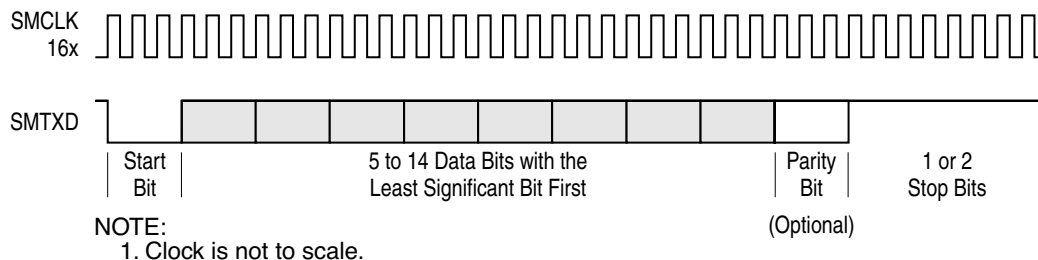 SMCLK
16x
SMTXD
Start
Bit
5 to 14 Data Bits with the
Least Significant Bit First
Parity
Bit
(Optional)
1 or 2
Stop Bits
NOTE:
1. Clock is not to scale.